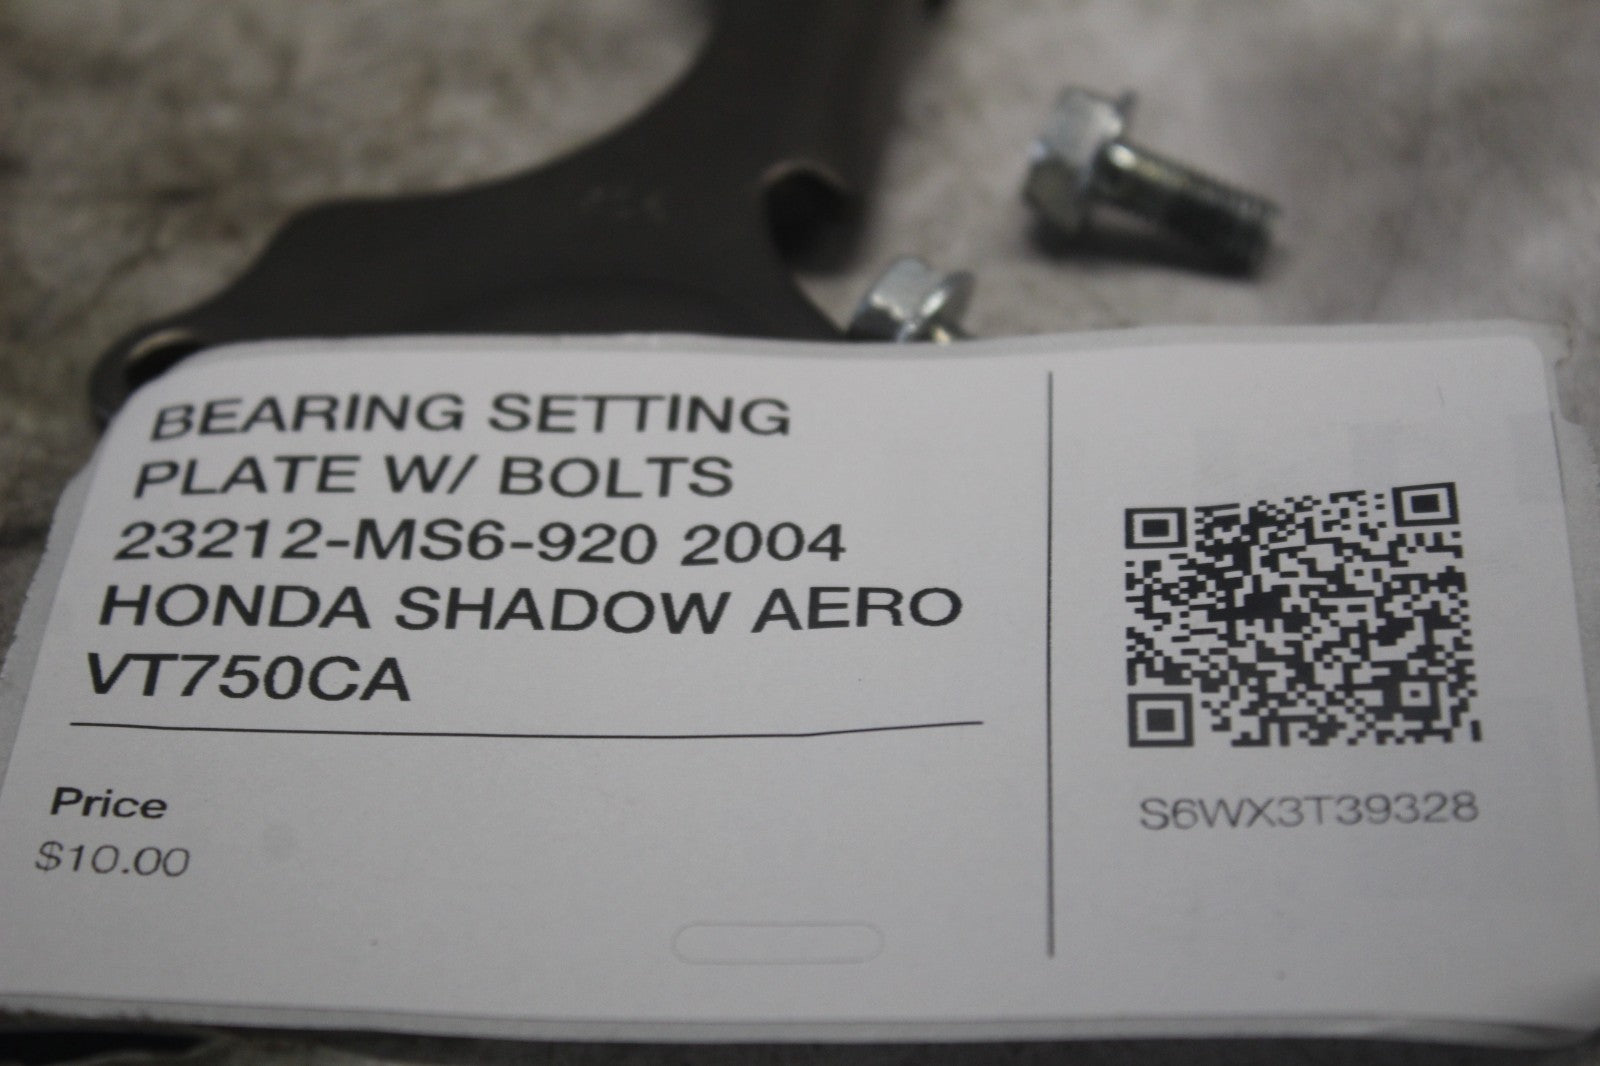 BEARING SETTING
PLATE W/ BOLTS
23212-MS6-920 2004
HONDA SHADOW AERO
VT750CA
Price
$10.00
S6WX3T39328